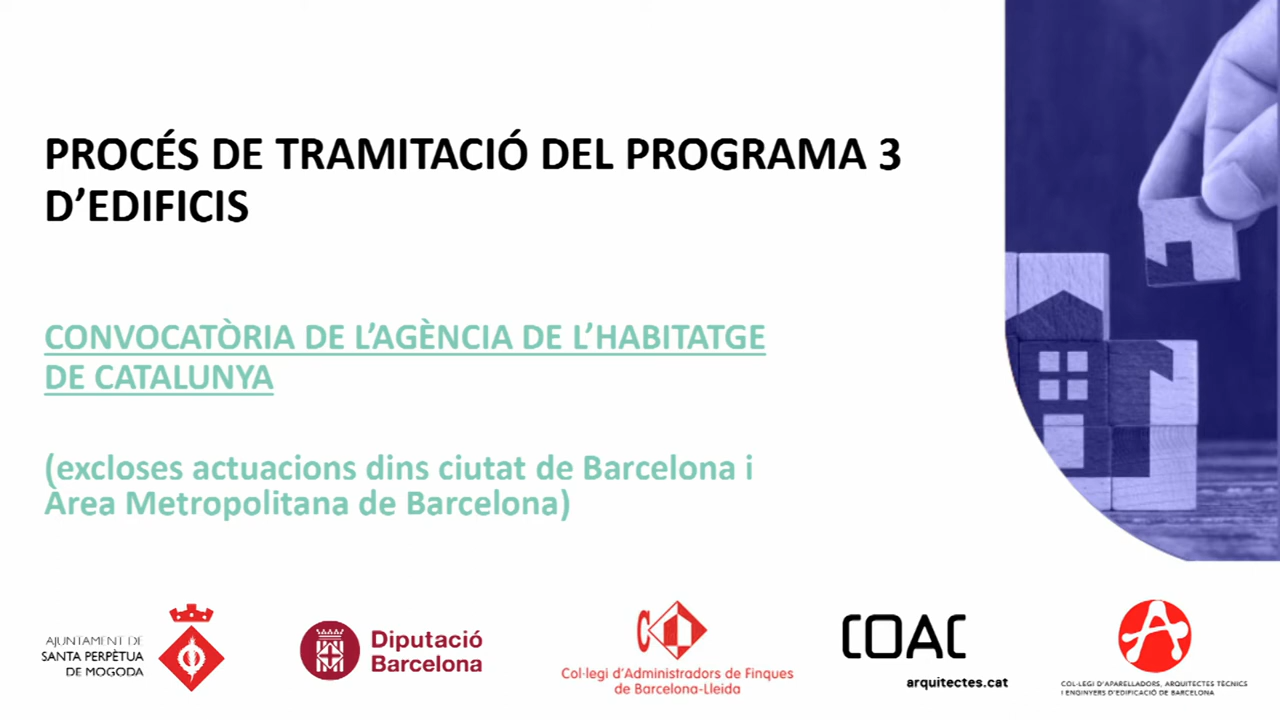 PROCÉS DE TRAMITACIÓ DEL PROGRAMA 3
D’EDIFICIS
CONVOCATÒRIA DE L’AGÈNCIA DE L’HABITATGE
DE CATALUNYA
(excloses actuacions dins ciutat de Barcelona i
Àrea Metropolitana de Barcelona)
AJUNTAMENT DE
SANTA PERPÈTUA
DE MOGODA
Diputació
Barcelona
Col·legi d’Administradors de Finques
de Barcelona-Lleida
COAC
arquitectes.cat
COL·LEGI D’APARELLADORS, ARQUITECTES TÈCNICS
I ENGINYERS D’EDIFICACIÓ DE BARCELONA